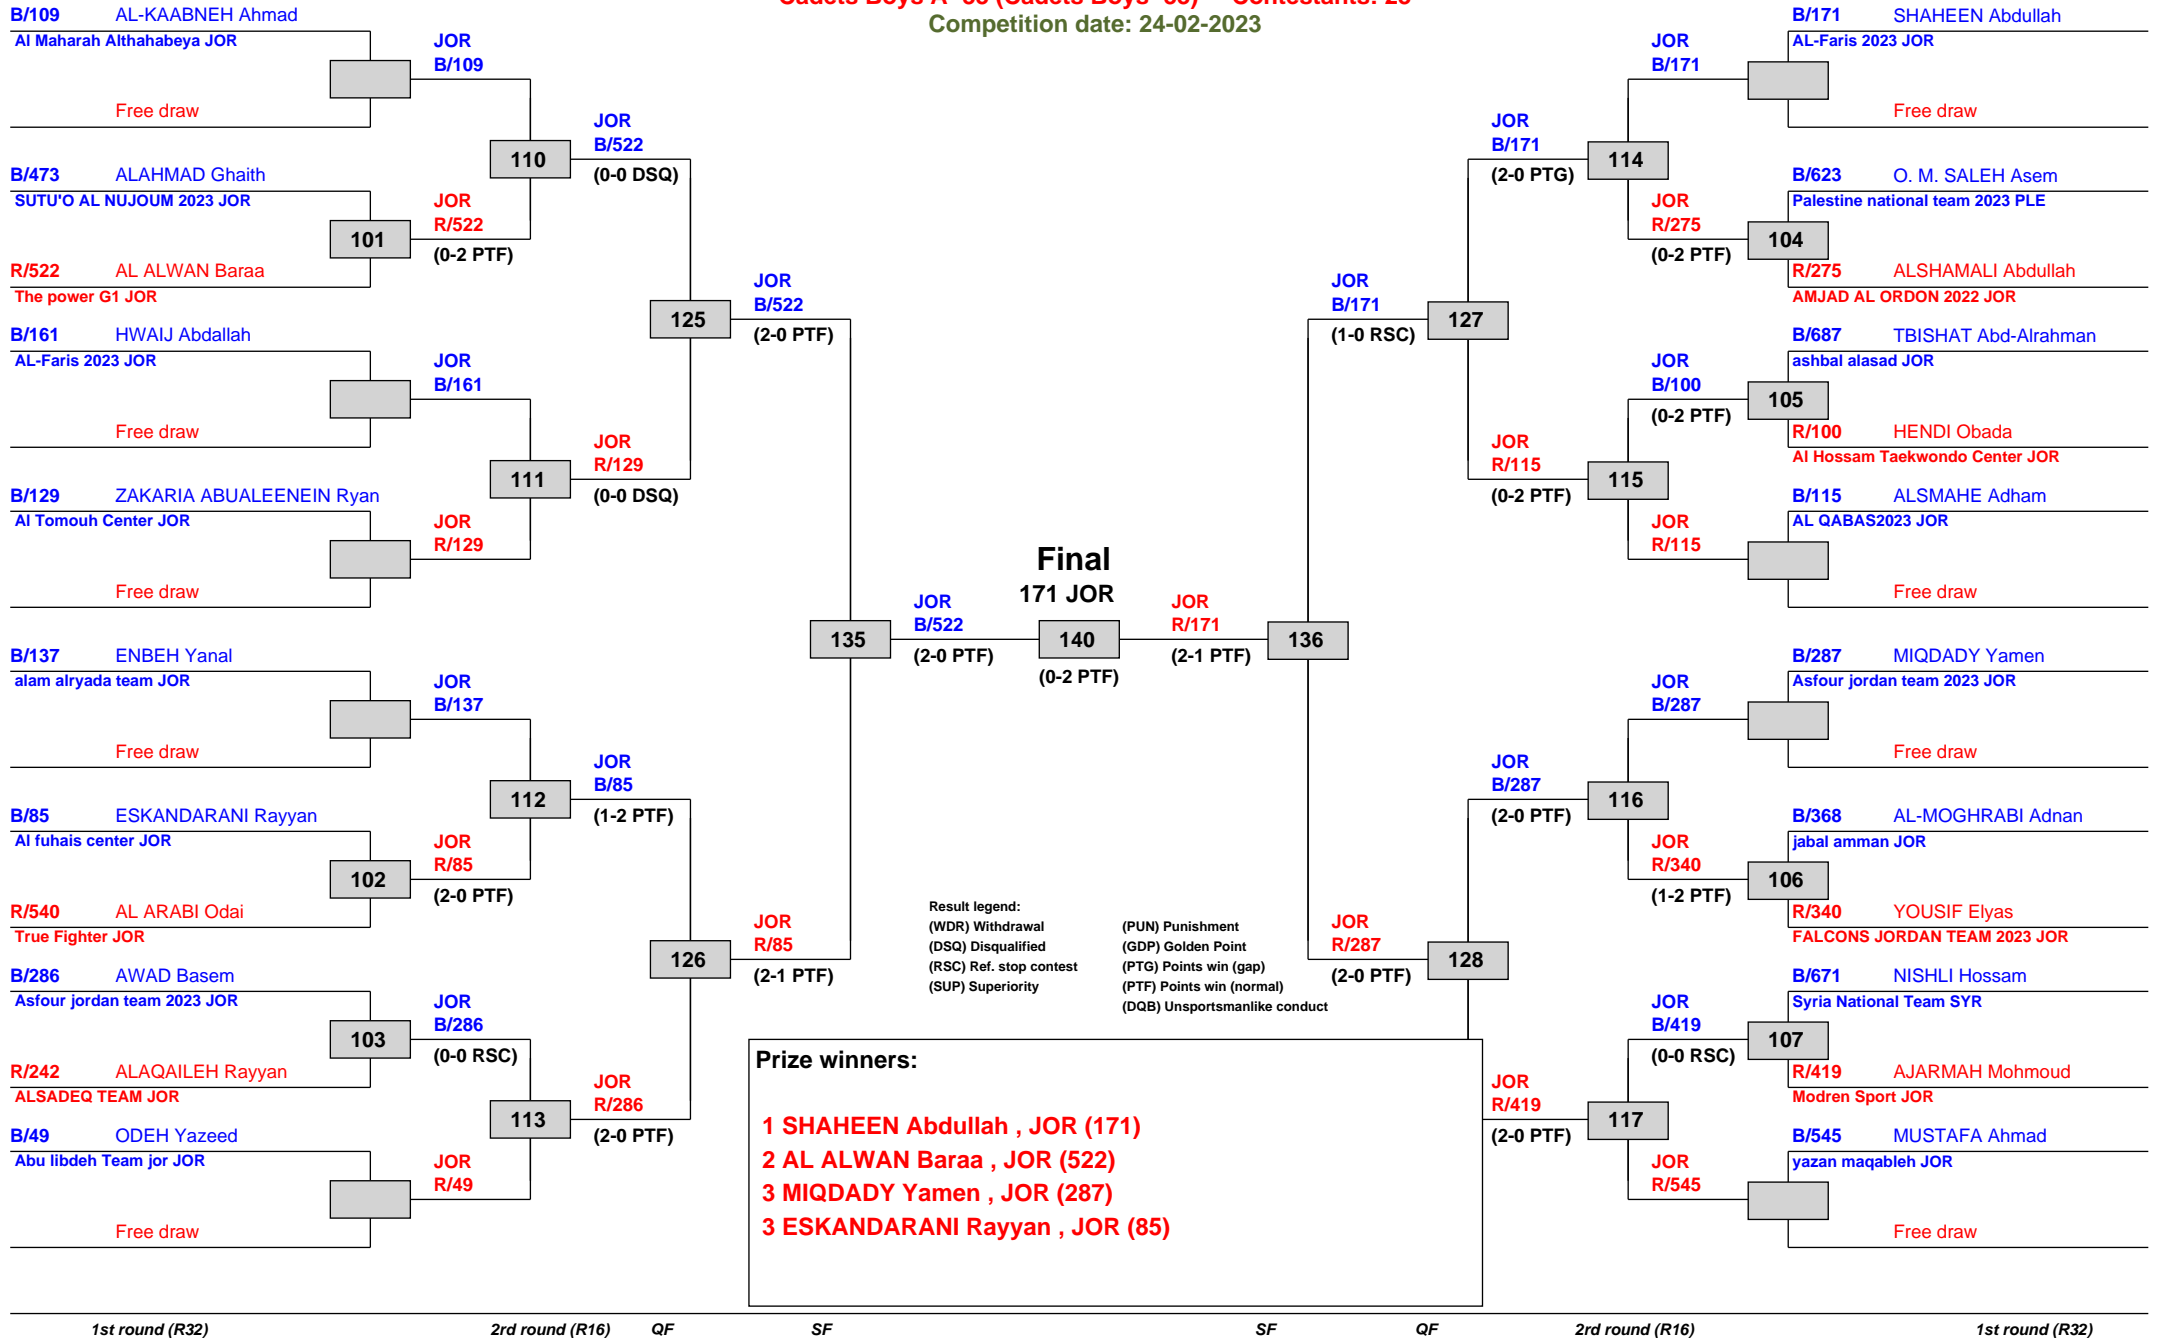 Competition date: 24-02-2023
B/109 AL-KAABNEH Ahmad
Al Maharah Althahabeya JOR
Free draw
B/473 ALAHMAD Ghaith
SUTU'O AL NUJOUM 2023 JOR
101
R/522 AL ALWAN Baraa
The power G1 JOR
B/161 HWAIJ Abdallah
AL-Faris 2023 JOR
Free draw
B/129 ZAKARIA ABUALEENEIN Ryan
Al Tomouh Center JOR
Free draw
B/137 ENBEH Yanal
alam alryada team JOR
Free draw
B/85 ESKANDARANI Rayyan
Al fuhais center JOR
102
R/540 AL ARABI Odai
True Fighter JOR
B/286 AWAD Basem
Asfour jordan team 2023 JOR
103
R/242 ALAQAILEH Rayyan
ALSADEQ TEAM JOR
B/49 ODEH Yazeed
Abu libdeh Team jor JOR
Free draw
JOR
B/109
110
JOR
R/522
(0-2 PTF)
JOR
B/161
111
JOR
R/129
JOR
B/137
112
JOR
R/85
(2-0 PTF)
JOR
B/286
(0-0 RSC)
113
JOR
R/49
JOR
B/522
(0-0 DSQ)
125
JOR
R/129
(0-0 DSQ)
JOR
B/85
(1-2 PTF)
126
JOR
R/286
(2-0 PTF)
JOR
B/522
(2-0 PTF)
135
JOR
R/85
(2-1 PTF)
JOR
B/522
(2-0 PTF)
Final
171 JOR
140
(0-2 PTF)
JOR
R/171
(2-1 PTF)
136
JOR
B/171
(1-0 RSC)
127
JOR
R/287
(2-0 PTF)
128
JOR
B/171
(2-0 PTG)
114
JOR
R/115
(0-2 PTF)
115
JOR
B/287
(2-0 PTF)
116
JOR
R/419
(2-0 PTF)
117
JOR
B/171
JOR
R/275
(0-2 PTF)
JOR
B/100
(0-2 PTF)
JOR
R/115
JOR
B/287
JOR
R/340
(1-2 PTF)
JOR
B/419
(0-0 RSC)
JOR
R/545
B/171 SHAHEEN Abdullah
AL-Faris 2023 JOR
Free draw
B/623 O. M. SALEH Asem
Palestine national team 2023 PLE
104
R/275 ALSHAMALI Abdullah
AMJAD AL ORDON 2022 JOR
B/687 TBISHAT Abd-Alrahman
ashbal alasad JOR
105
R/100 HENDI Obada
Al Hossam Taekwondo Center JOR
B/115 ALSMAHE Adham
AL QABAS2023 JOR
Free draw
B/287 MIQDADY Yamen
Asfour jordan team 2023 JOR
Free draw
B/368 AL-MOGHRABI Adnan
jabal amman JOR
106
R/340 YOUSIF Elyas
FALCONS JORDAN TEAM 2023 JOR
B/671 NISHLI Hossam
Syria National Team SYR
107
R/419 AJARMAH Mohmoud
Modren Sport JOR
B/545 MUSTAFA Ahmad
yazan maqableh JOR
Free draw
Result legend:
(WDR) Withdrawal (PUN) Punishment
(DSQ) Disqualified (GDP) Golden Point
(RSC) Ref. stop contest (PTG) Points win (gap)
(SUP) Superiority (PTF) Points win (normal)
(DQB) Unsportsmanlike conduct
Prize winners:
1 SHAHEEN Abdullah , JOR (171)
2 AL ALWAN Baraa , JOR (522)
3 MIQDADY Yamen , JOR (287)
3 ESKANDARANI Rayyan , JOR (85)
1st round (R32) 2rd round (R16) QF SF SF QF 2rd round (R16) 1st round (R32)